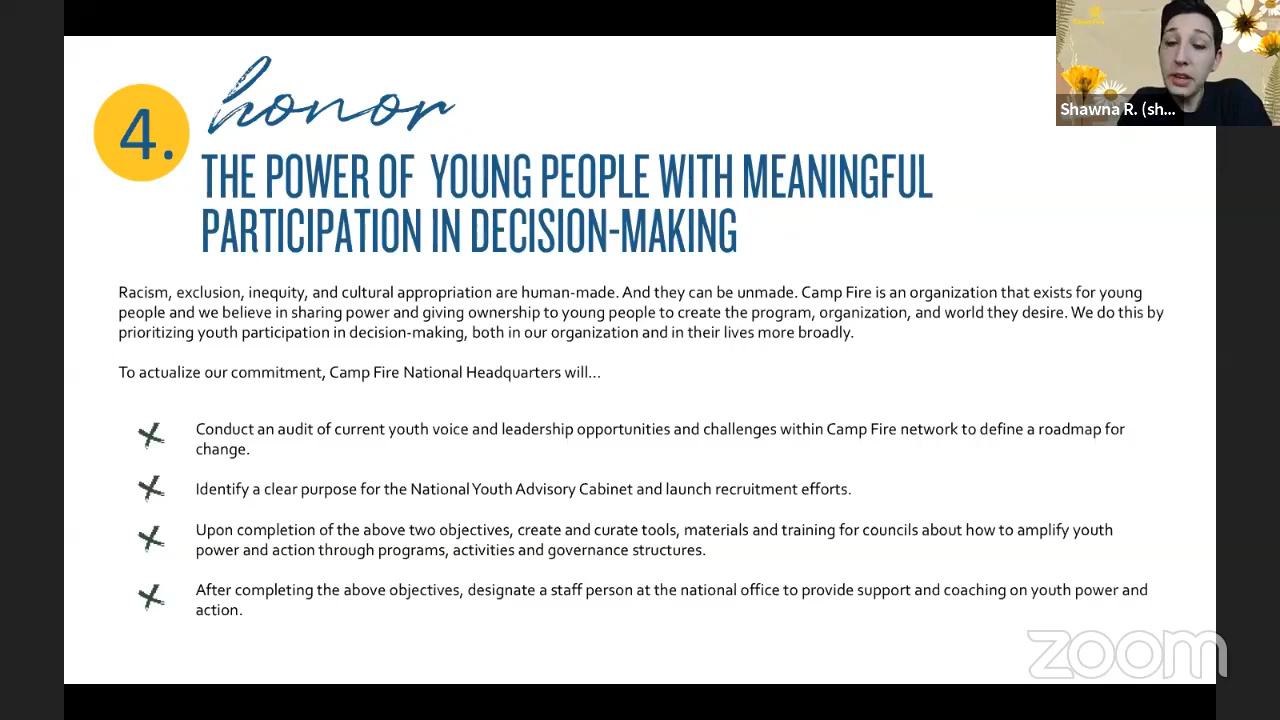 Shawna R. (sh...
4.
honor
THE POWER OF YOUNG PEOPLE WITH MEANINGFUL
PARTICIPATION IN DECISION-MAKING
Racism, exclusion, inequity, and cultural appropriation are human-made. And they can be unmade. Camp Fire is an organization that exists for young
people and we believe in sharing power and giving ownership to young people to create the program, organization, and world they desire. We do this by
prioritizing youth participation in decision-making, both in our organization and in their lives more broadly.
To actualize our commitment, Camp Fire National Headquarters will...
Conduct an audit of current youth voice and leadership opportunities and challenges within Camp Fire network to define a roadmap for
change.
Identify a clear purpose for the National Youth Advisory Cabinet and launch recruitment efforts.
Upon completion of the above two objectives, create and curate tools, materials and training for councils about how to amplify youth
power and action through programs, activities and governance structures.
After completing the above objectives, designate a staff person at the national office to provide support and coaching on youth power and
action.
zoom